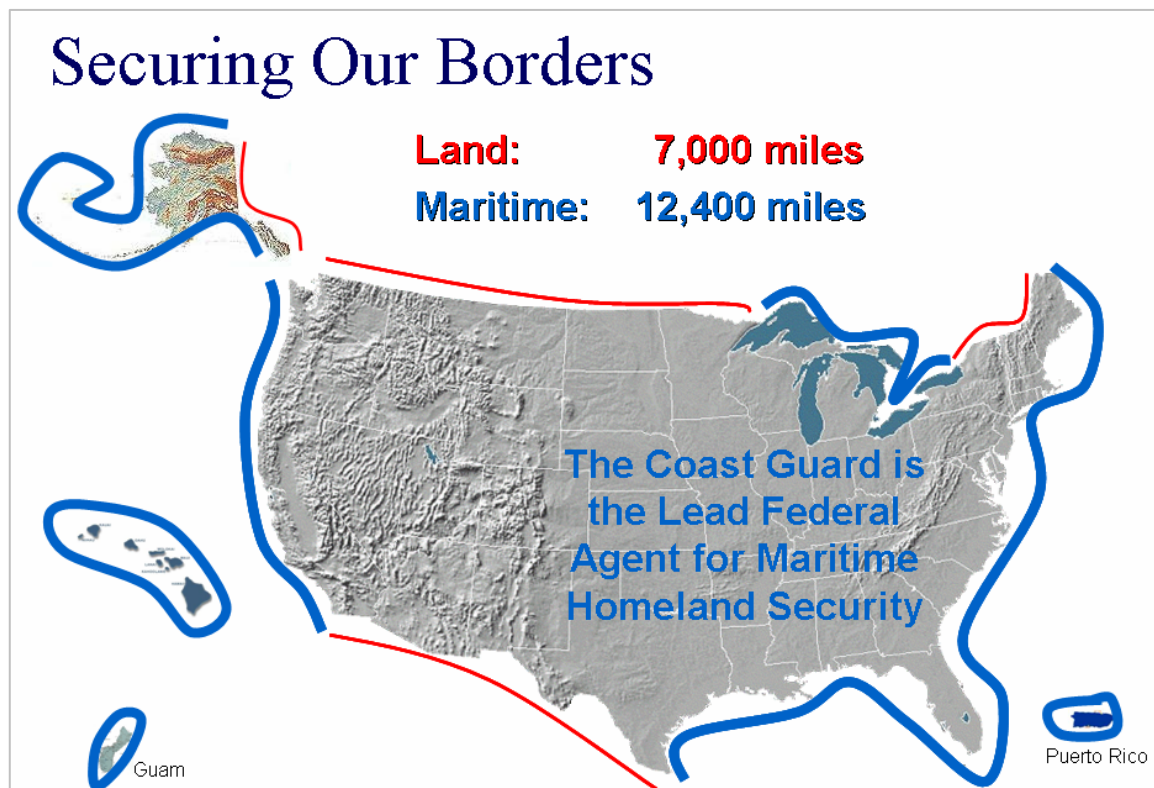 Securing Our Borders
Land: 7,000 miles
Maritime: 12,400 miles
The Coast Guard is
the Lead Federal
Agent for Maritime
Homeland Security
Guam
Puerto Rico